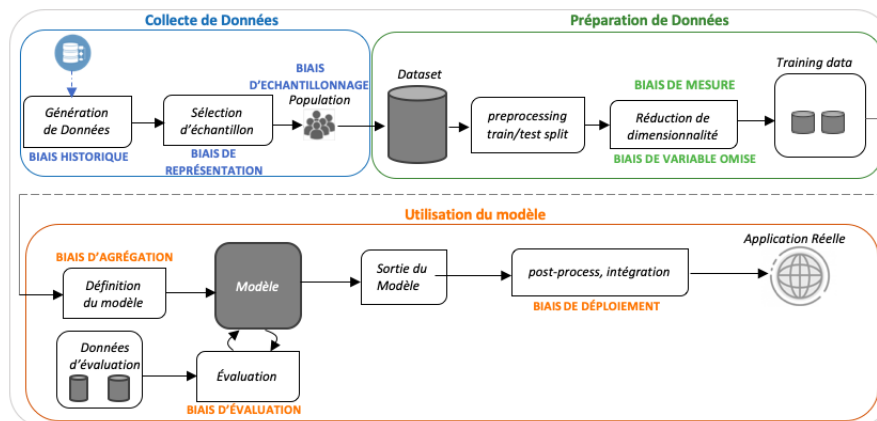 Collecte de Données
Préparation de Données
BIAIS
D'ECHANTILLONNAGE
Population
Génération
de Données
BIAIS HISTORIQUE
Sélection
d'échantillon
BIAIS DE
REPRÉSENTATION
Dataset
preprocessing
train/test split
BIAIS DE MESURE
Réduction de
dimensionnalité
BIAIS DE VARIABLE OMISE
Training data
Utilisation du modèle
BIAIS D'AGRÉGATION
Définition
du modèle
Modèle
Sortie du
Modèle
post-process, intégration
BIAIS DE DÉPLOIEMENT
Application Réelle
Données
d'évaluation
Évaluation
BIAIS D'ÉVALUATION